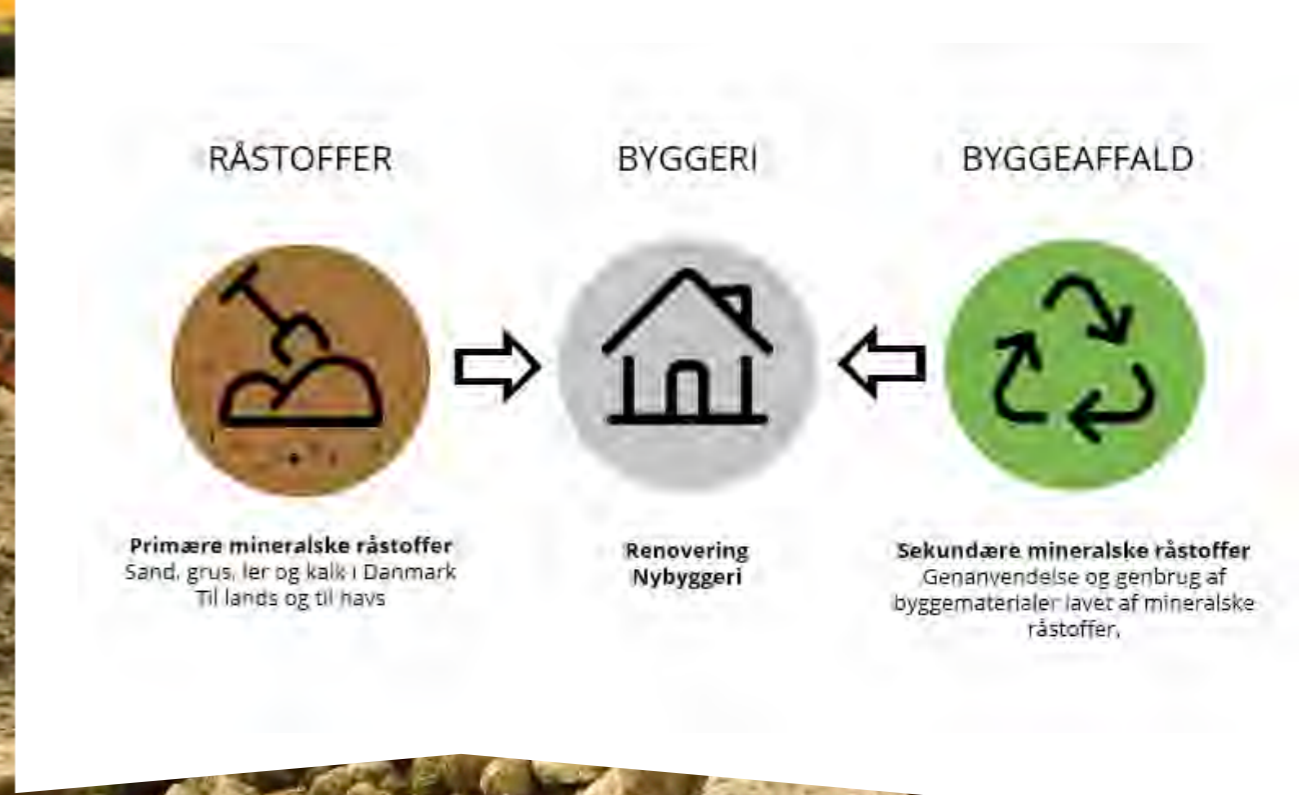 RÅSTOFFER
BYGGERI
BYGGEAFFALD
Primære mineralske råstoffer
Sand, grus, ler og kalk i Danmark
Til lands og til havs
Renovering
Nybyggeri
Sekundære mineralske råstoffer
Genanvendelse og genbrug af
byggematerialer lavet af mineralske
råstoffer.